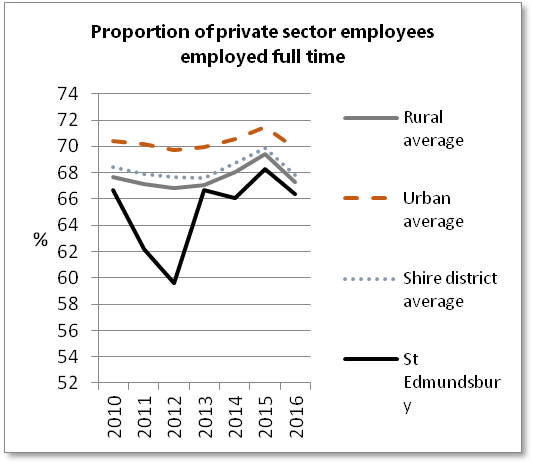 Proportion of private sector employees
employed full time
74
72
70
68
66
64
62
60
58
56
54
52
%
2010
2011
2012
2013
2014
2015
2016
Rural
average
Urban
average
Shire district
average
St
Edmundsbur
y